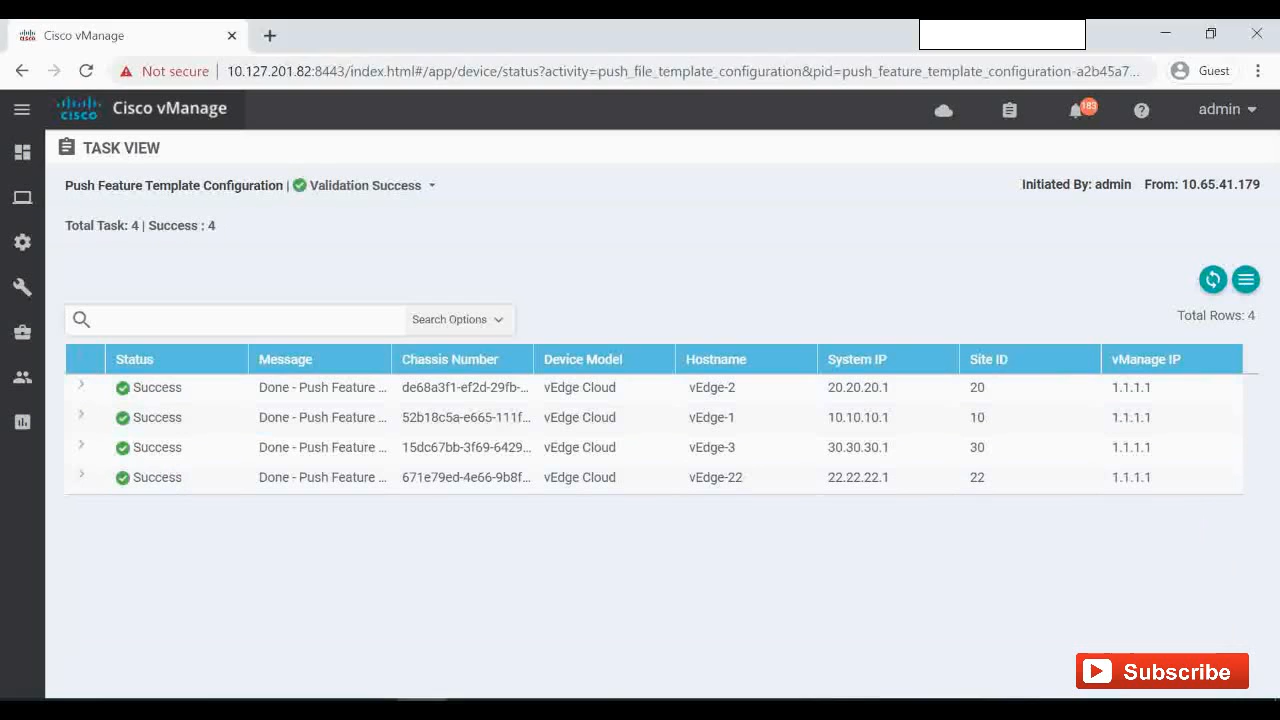 Cisco vManage
Not secure | 10.127.201.82:8443/index.html#/app/device/status?activity=push_file_template_configuration&pid=push_feature_template_configuration-a2b45a7... Guest
cisco Cisco vManage 183 admin
TASK VIEW
Push Feature Template Configuration | Validation Success Initiated By: admin From: 10.65.41.179
Total Task: 4 | Success : 4
Search Options Total Rows: 4
Status Message Chassis Number Device Model Hostname System IP Site ID vManage IP
Success Done - Push Feature ... de68a3f1-ef2d-29fb-... vEdge Cloud vEdge-2 20.20.20.1 20 1.1.1.1
Success Done - Push Feature ... 52b18c5a-e665-111f... vEdge Cloud vEdge-1 10.10.10.1 10 1.1.1.1
Success Done - Push Feature ... 15dc67bb-3f69-6429... vEdge Cloud vEdge-3 30.30.30.1 30 1.1.1.1
Success Done - Push Feature ... 671e79ed-4e66-9b8f... vEdge Cloud vEdge-22 22.22.22.1 22 1.1.1.1
Subscribe